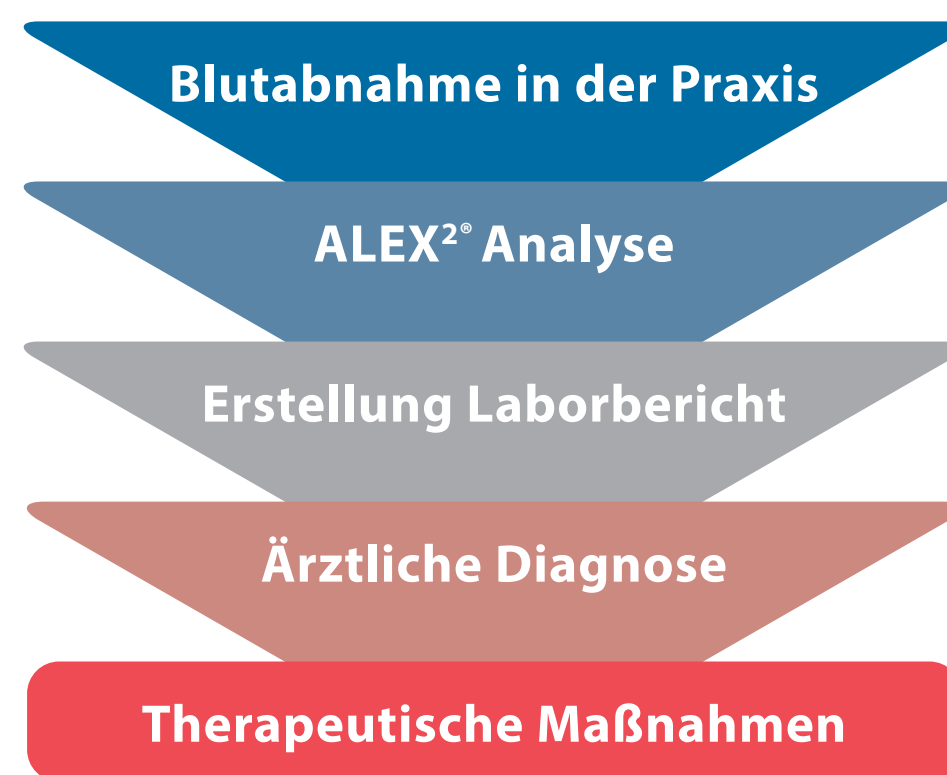 Blutabnahme in der Praxis
ALEX²® Analyse
Erstellung Laborbericht
Ärztliche Diagnose
Therapeutische Maßnahmen